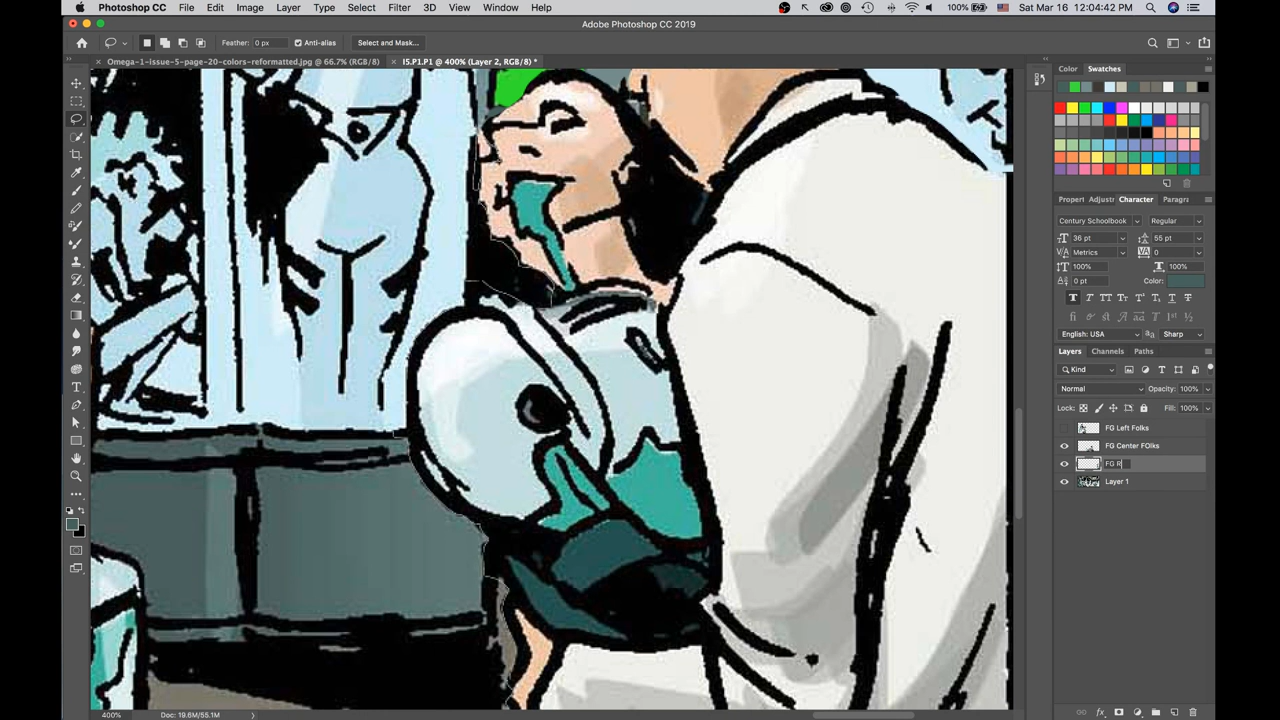 Photoshop CC File Edit Image Layer Type Select Filter 3D View Window Help 100% Sat Mar 16 12:04:42 PM
Adobe Photoshop CC 2019
Feather: 0 px Anti-alias Select and Mask...
Omega-1-issue-5-page-20-colors-reformatted.jpg @ 66.7% (RGB/8) I5.P1.P1 @ 400% (Layer 2, RGB/8) *
Color Swatches
Propert Adjustr Character Paragra
Century Schoolbook Regular
36 pt 55 pt
Metrics 0
100% 100%
0 pt Color:
English: USA Sharp
Layers Channels Paths
Kind
Normal Opacity: 100%
Lock: Fill: 100%
FG Left Folks
FG Center FOlks
FG R
Layer 1
400% Doc: 19.6M/55.1M